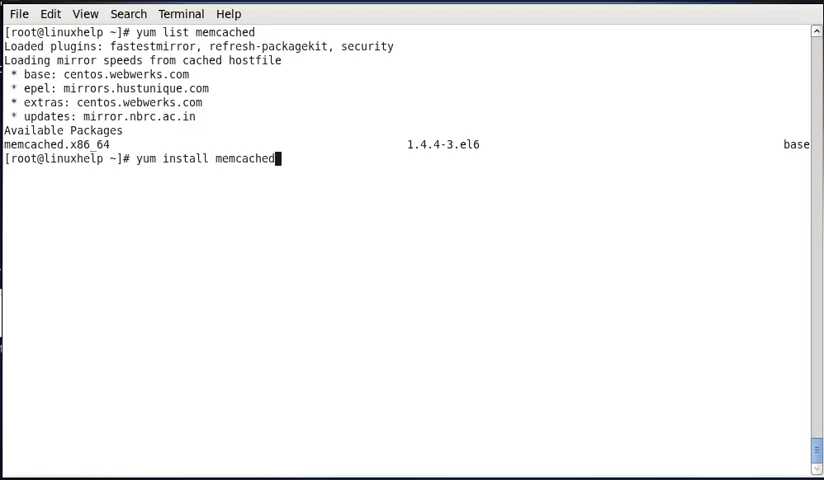 File Edit View Search Terminal Help
[root@linuxhelp ~]# yum list memcached
Loaded plugins: fastestmirror, refresh-packagekit, security
Loading mirror speeds from cached hostfile
* base: centos.webwerks.com
* epel: mirrors.hustunique.com
* extras: centos.webwerks.com
* updates: mirror.nbrc.ac.in
Available Packages
memcached.x86_64 1.4.4-3.el6 base
[root@linuxhelp ~]# yum install memcached